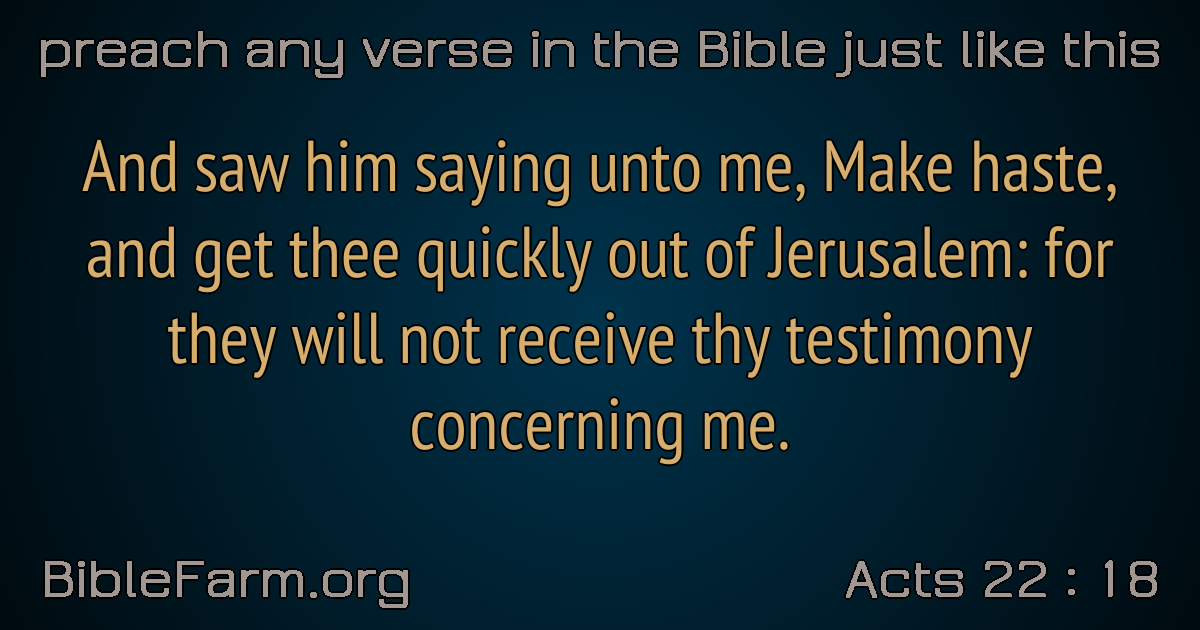 preach any verse in the Bible just like this
And saw him saying unto me, Make haste,
and get thee quickly out of Jerusalem: for
they will not receive thy testimony
concerning me.
BibleFarm.org
Acts 22 : 18